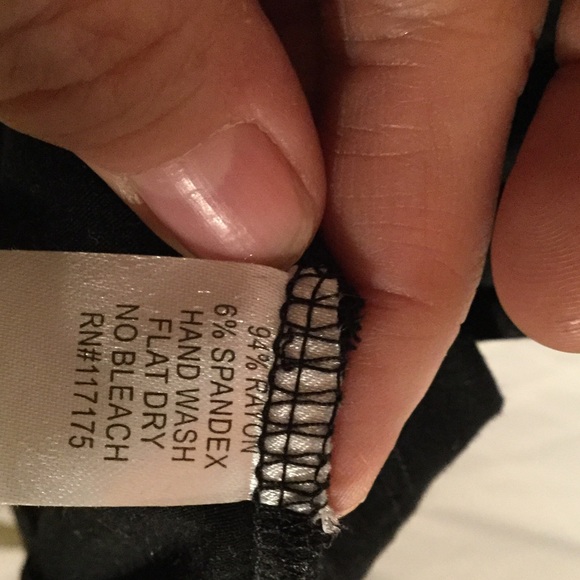 94% RAYON
6% SPANDEX
HAND WASH
FLAT DRY
NO BLEACH
RN#117175